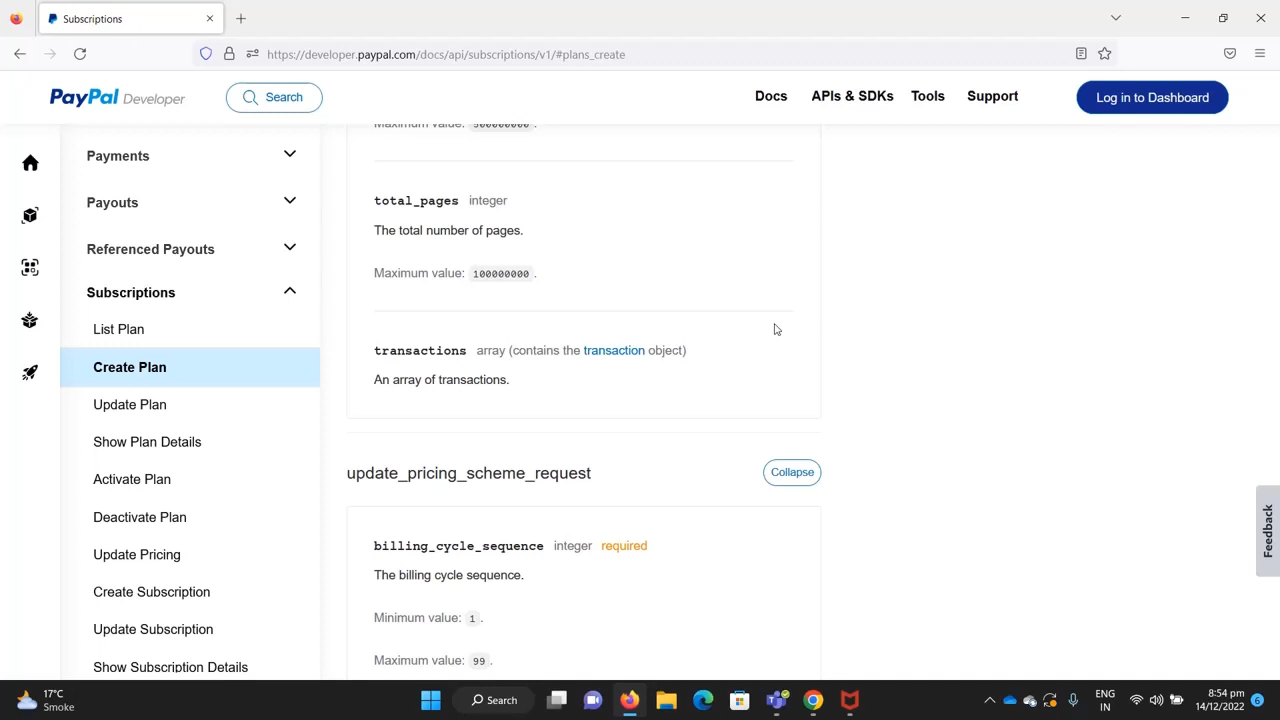 Subscriptions
https://developer.paypal.com/docs/api/subscriptions/v1/#plans_create
PayPal Developer
Search
Docs
APIs & SDKs
Tools
Support
Log in to Dashboard
Payments
Payouts
Referenced Payouts
Subscriptions
List Plan
Create Plan
Update Plan
Show Plan Details
Activate Plan
Deactivate Plan
Update Pricing
Create Subscription
Update Subscription
Show Subscription Details
Maximum value: 500000000.
total_pages integer
The total number of pages.
Maximum value: 100000000.
transactions array (contains the transaction object)
An array of transactions.
update_pricing_scheme_request
Collapse
billing_cycle_sequence integer required
The billing cycle sequence.
Minimum value: 1.
Maximum value: 99.
Feedback
17°C
Smoke
Search
ENG
IN
8:54 pm
14/12/2022
6